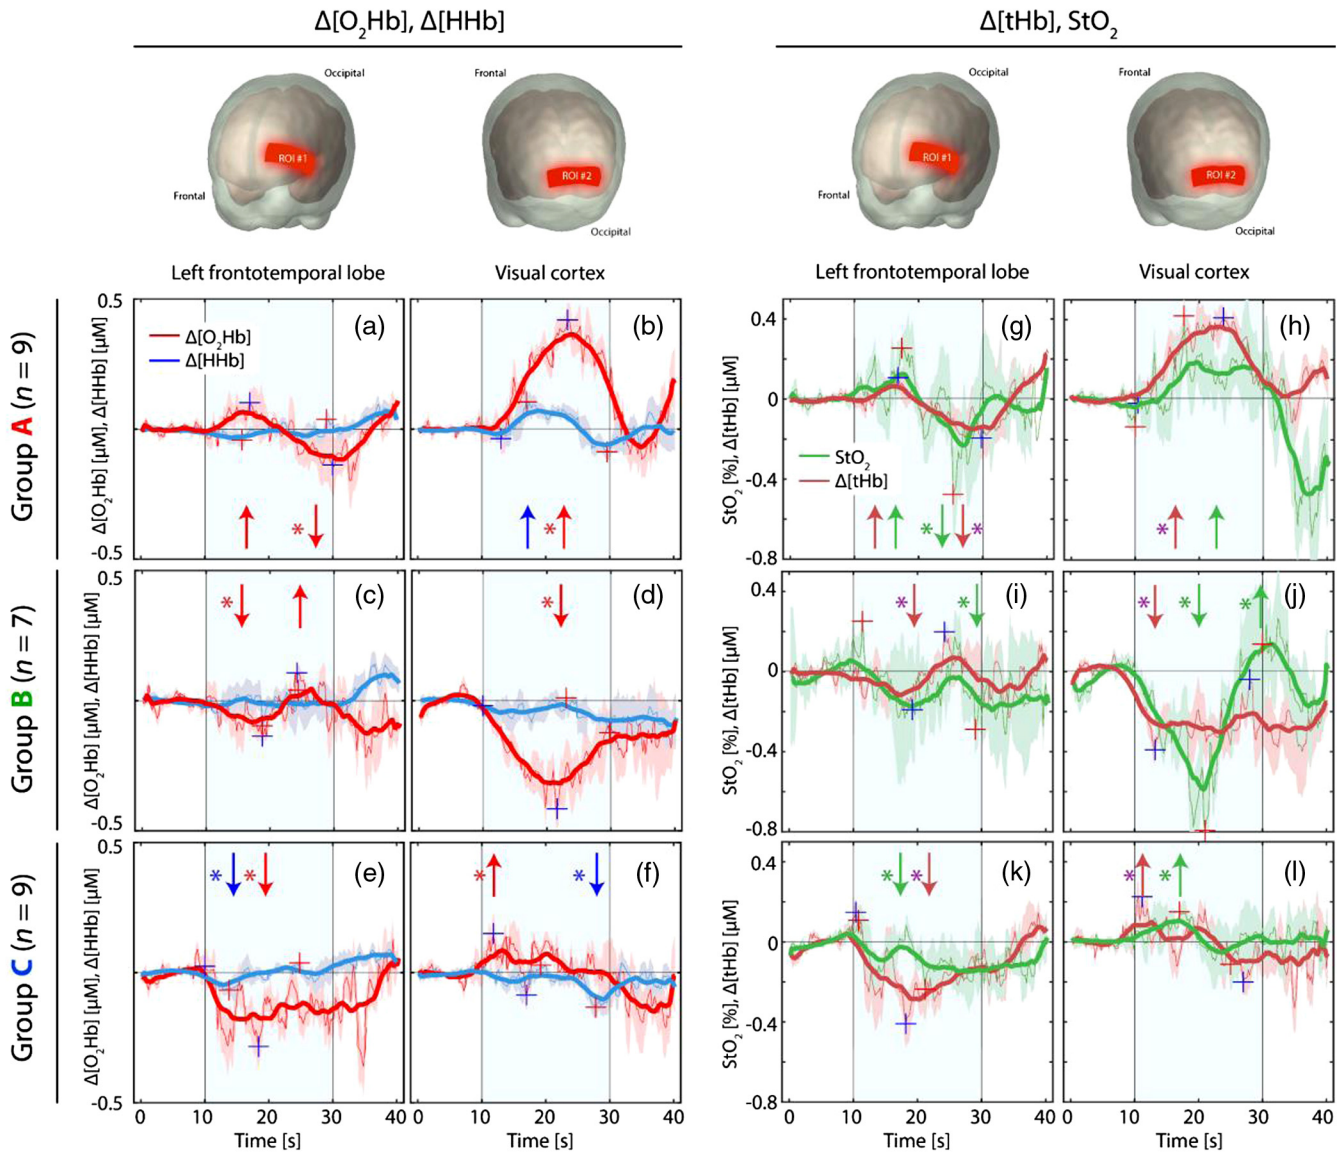 Δ[O₂Hb], Δ[HHb]
Δ[tHb], StO₂
Occipital
Frontal
Occipital
Frontal
ROI #1
ROI #2
ROI #1
ROI #2
Frontal
Occipital
Frontal
Occipital
Left frontotemporal lobe
Visual cortex
Left frontotemporal lobe
Visual cortex
Group A (n = 9)
Δ[O₂Hb] [µM], Δ[HHb] [µM]
0.5
-0.5
Δ[O₂Hb]
Δ[HHb]
(a)
*
(b)
*
StO₂ [%], Δ[tHb] [µM]
0.4
0
-0.4
-0.8
StO₂
Δ[tHb]
(g)
*
*
(h)
*
Group B (n = 7)
Δ[O₂Hb] [µM], Δ[HHb] [µM]
0.5
-0.5
*
(c)
*
(d)
StO₂ [%], Δ[tHb] [µM]
0.4
0
-0.4
-0.8
*
*
(i)
*
*
*
(j)
Group C (n = 9)
Δ[O₂Hb] [µM], Δ[HHb] [µM]
0.5
-0.5
*
*
(e)
*
*
(f)
StO₂ [%], Δ[tHb] [µM]
0.4
0
-0.4
-0.8
*
*
(k)
*
*
(l)
0 10 20 30 40
10 20 30 40
0 10 20 30 40
10 20 30 40
Time [s]
Time [s]
Time [s]
Time [s]